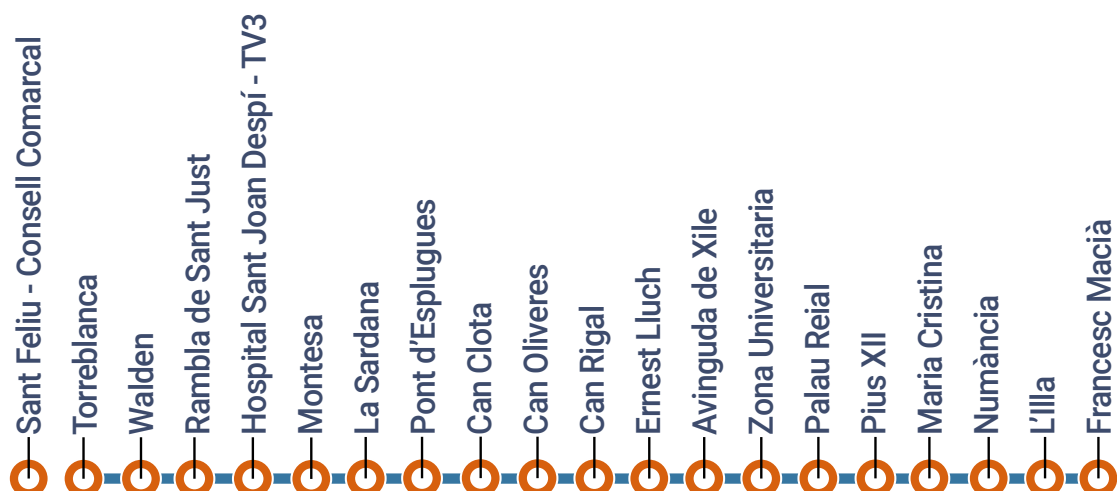 Sant Feliu - Consell Comarcal
Torreblanca
Walden
Rambla de Sant Just
Hospital Sant Joan Despí - TV3
Montesa
La Sardana
Pont d'Esplugues
Can Clota
Can Oliveres
Can Rigal
Ernest Lluch
Avinguda de Xile
Zona Universitaria
Palau Reial
Pius XII
Maria Cristina
Numància
L'Illa
Francesc Macià